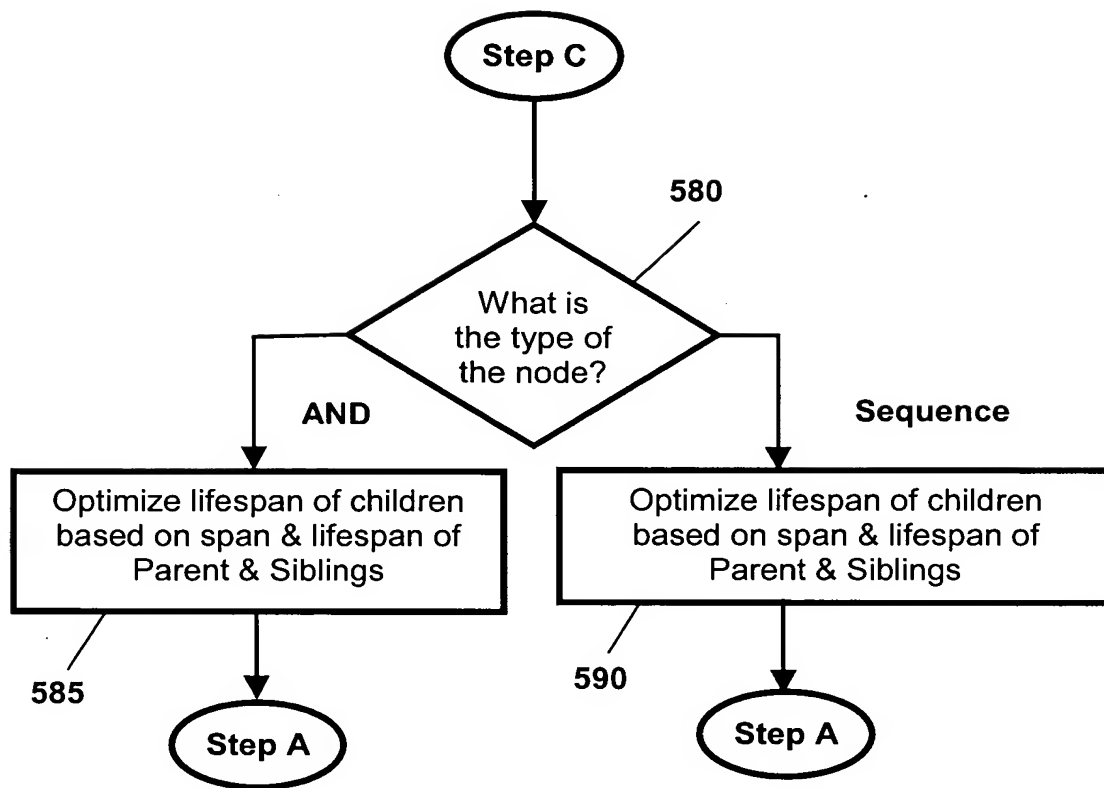 Step C
580
What is
the type of
the node?
AND
Sequence
Optimize lifespan of children
based on span & lifespan of
Parent & Siblings
Optimize lifespan of children
based on span & lifespan of
Parent & Siblings
585
590
Step A
Step A